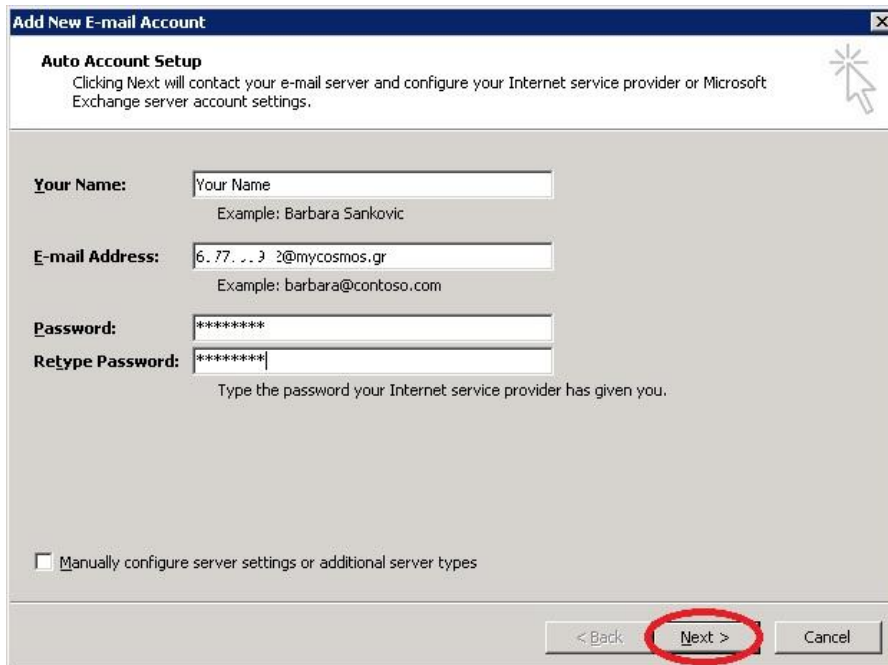 Add New E-mail Account
Auto Account Setup
Clicking Next will contact your e-mail server and configure your Internet service provider or Microsoft
Exchange server account settings.
Your Name: Your Name
Example: Barbara Sankovic
E-mail Address: @mycosmos.gr
Example: barbara@contoso.com
Password: ********
Retype Password: ********
Type the password your Internet service provider has given you.
Manually configure server settings or additional server types
< Back Next > Cancel